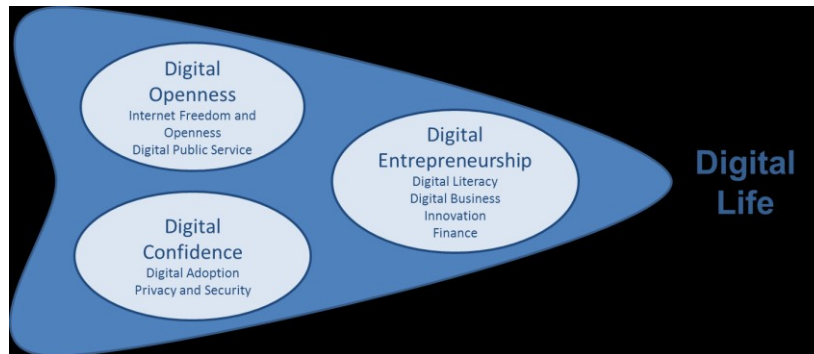 Digital
Openness
Internet Freedom and
Openness
Digital Public Service
Digital
Confidence
Digital Adoption
Privacy and Security
Digital
Entrepreneurship
Digital Literacy
Digital Business
Innovation
Finance
Digital
Life